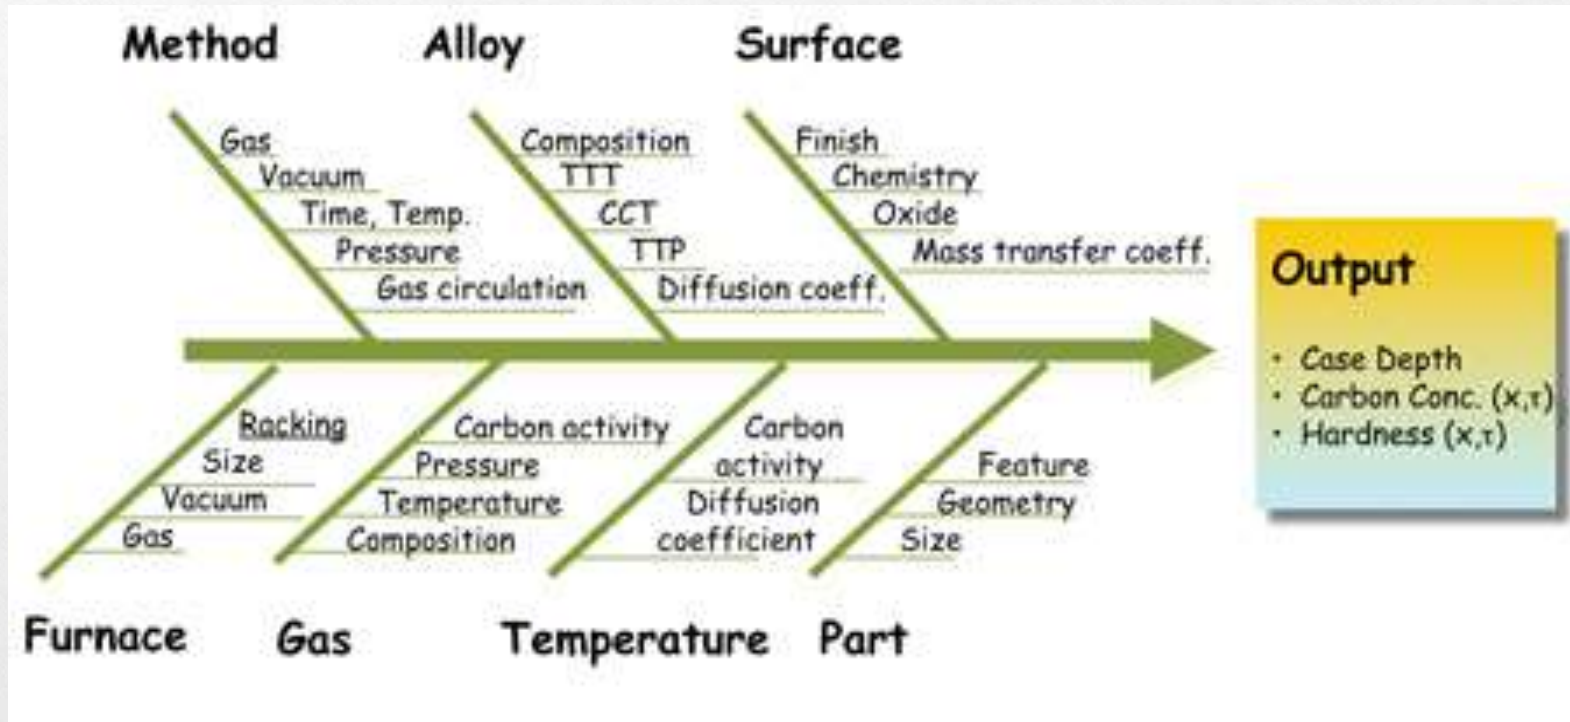 Method
Alloy
Surface
Gas
Vacuum
Time, Temp.
Pressure
Gas circulation
Composition
TTT
CCT
TTP
Diffusion coeff.
Finish
Chemistry
Oxide
Mass transfer coeff.
Output
• Case Depth
• Carbon Conc. (x,τ)
• Hardness (x,τ)
Racking
Size
Vacuum
Gas
Carbon activity
Pressure
Temperature
Composition
Carbon
activity
Diffusion
coefficient
Feature
Geometry
Size
Furnace
Gas
Temperature
Part